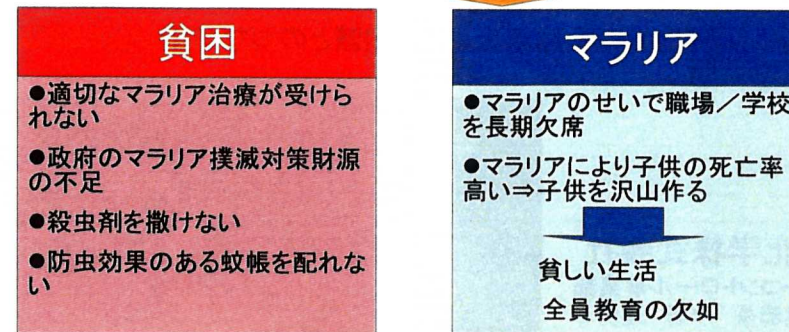 貧困
●適切なマラリア治療が受けら
れない
●政府のマラリア撲滅対策財源
の不足
●殺虫剤を撒けない
●防虫効果のある蚊帳を配れな
い
マラリア
●マラリアのせいで職場／学校
を長期欠席
●マラリアにより子供の死亡率
高い⇒子供を沢山作る
貧しい生活
全員教育の欠如